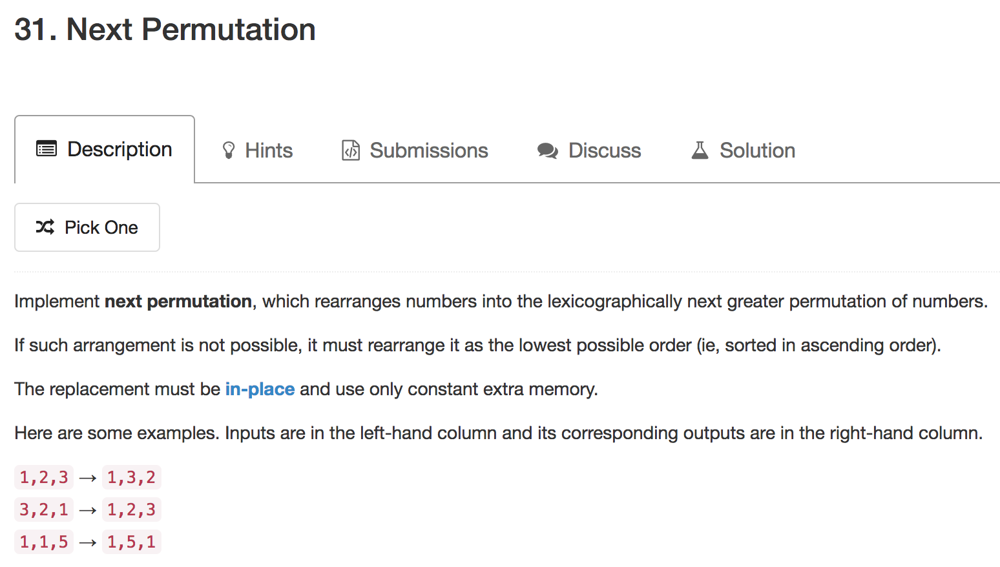 31. Next Permutation
Description Hints Submissions Discuss Solution
Pick One
Implement next permutation, which rearranges numbers into the lexicographically next greater permutation of numbers.
If such arrangement is not possible, it must rearrange it as the lowest possible order (ie, sorted in ascending order).
The replacement must be in-place and use only constant extra memory.
Here are some examples. Inputs are in the left-hand column and its corresponding outputs are in the right-hand column.
1,2,3 → 1,3,2
3,2,1 → 1,2,3
1,1,5 → 1,5,1